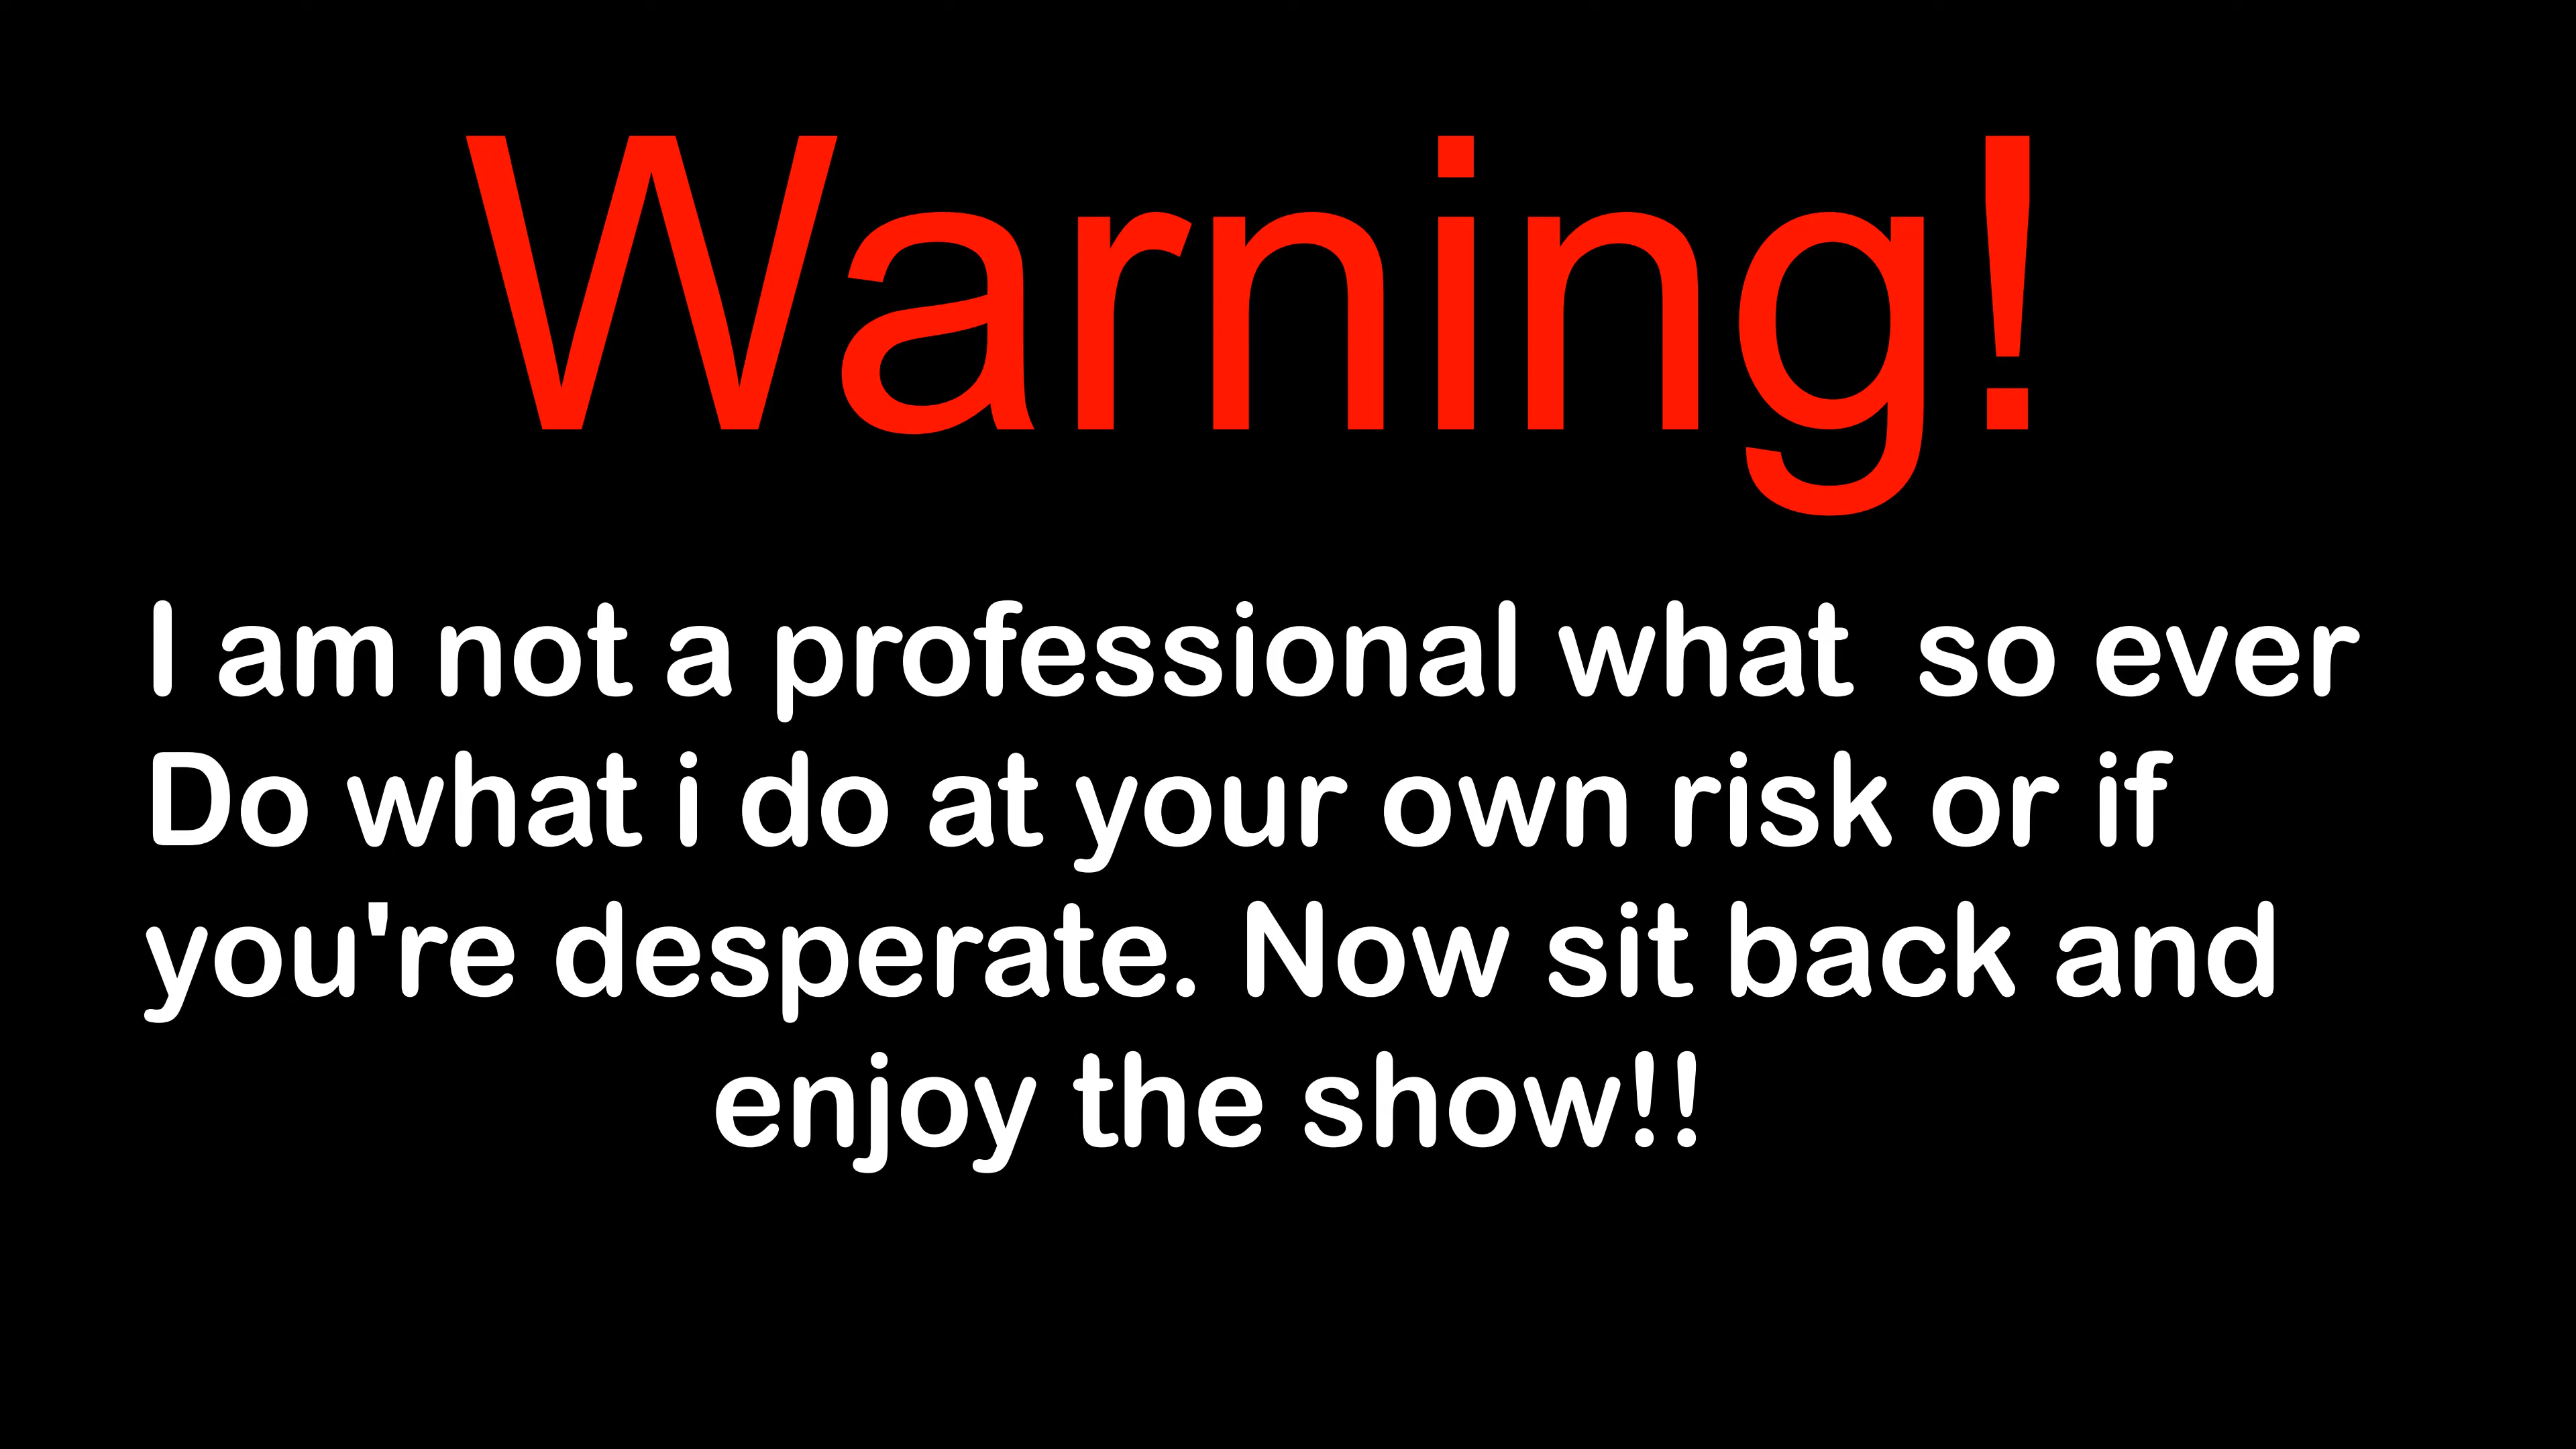 Warning!
I am not a professional what  so ever
Do what i do at your own risk or if
you're desperate. Now sit back and
enjoy the show!!